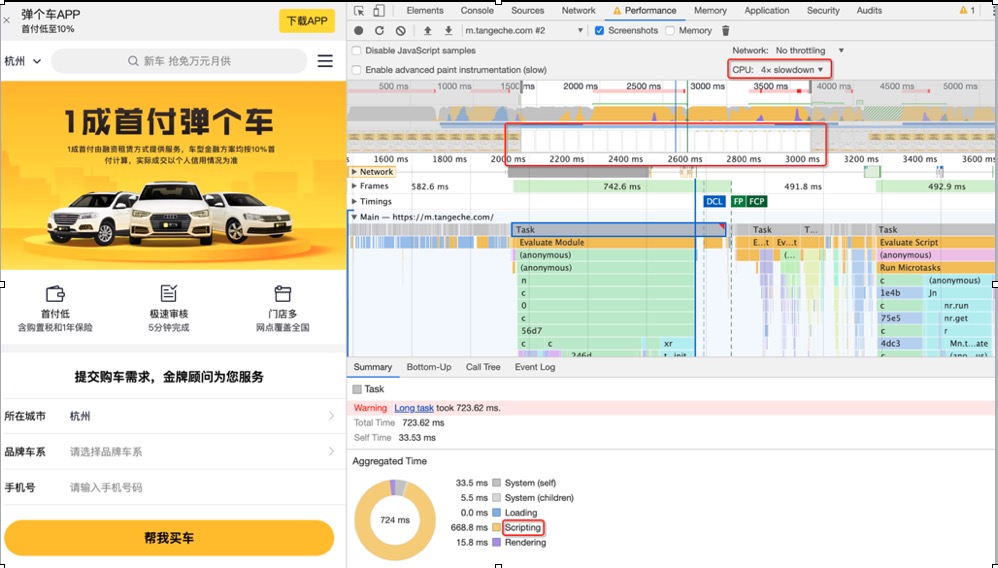 弹个车APP
首付低至10%
下载APP
杭州
新车 抢免万元月供
1成首付弹个车
1成首付由融资租赁方式提供服务，车型金融方案均按10%首
付计算，实际成交以个人信用情况为准
首付低
含购置税和1年保险
极速审核
5分钟完成
门店多
网点覆盖全国
提交购车需求，金牌顾问为您服务
所在城市 杭州
品牌车系 请选择品牌车系
手机号 请输入手机号码
帮我买车
Elements Console Sources Network Performance Memory Application Security Audits 1
m.tangeche.com #2 Screenshots Memory
Disable JavaScript samples Network: No throttling
Enable advanced paint instrumentation (slow) CPU: 4× slowdown
500 ms 1000 ms 1500 ms 2000 ms 2500 ms 3000 ms 3500 ms 4000 ms 4500 ms 5000 ms
ms 1600 ms 1800 ms 2000 ms 2200 ms 2400 ms 2600 ms 2800 ms 3000 ms 3200 ms 3400 ms 3600 ms
Network
Frames 582.6 ms 742.6 ms 491.8 ms 492.9 ms
Timings DCL FP FCP
Main — https://m.tangeche.com/
Task Task T... Task
Evaluate Module E...t Ev...t Evaluate Script
(anonymous) (... (anonymous)
(anonymous) Run Microtasks
n c (anonymous)
c 1e4b Jn
0 c nr.run
c 75e5 nr.get
56d7 c r
c c xr 4dc3 Mn.t...ate
246d t._init
Summary Bottom-Up Call Tree Event Log
Task
Warning Long task took 723.62 ms.
Total Time 723.62 ms
Self Time 33.53 ms
Aggregated Time
724 ms
33.5 ms System (self)
5.5 ms System (children)
0.0 ms Loading
668.8 ms Scripting
15.8 ms Rendering